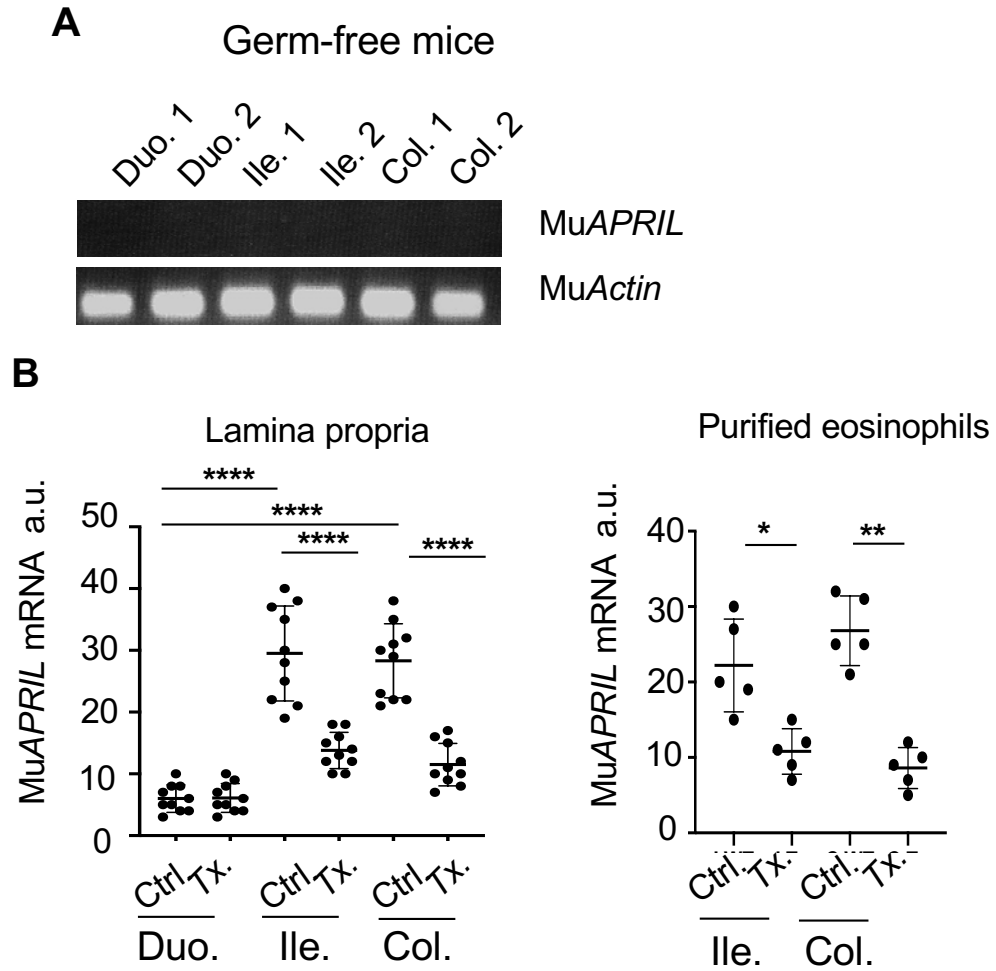 A
Germ-free mice
Duo. 1 Duo. 2 Ile. 1 Ile. 2 Col. 1 Col. 2
MuAPRIL
MuActin
B
Lamina propria
MuAPRIL mRNA a.u.
50
40
30
20
10
0
****
****
****
****
Ctrl. Tx. Ctrl. Tx. Ctrl. Tx.
Duo. Ile. Col.
Purified eosinophils
MuAPRIL mRNA a.u.
40
30
20
10
0
* **
Ctrl. Tx. Ctrl. Tx.
Ile. Col.